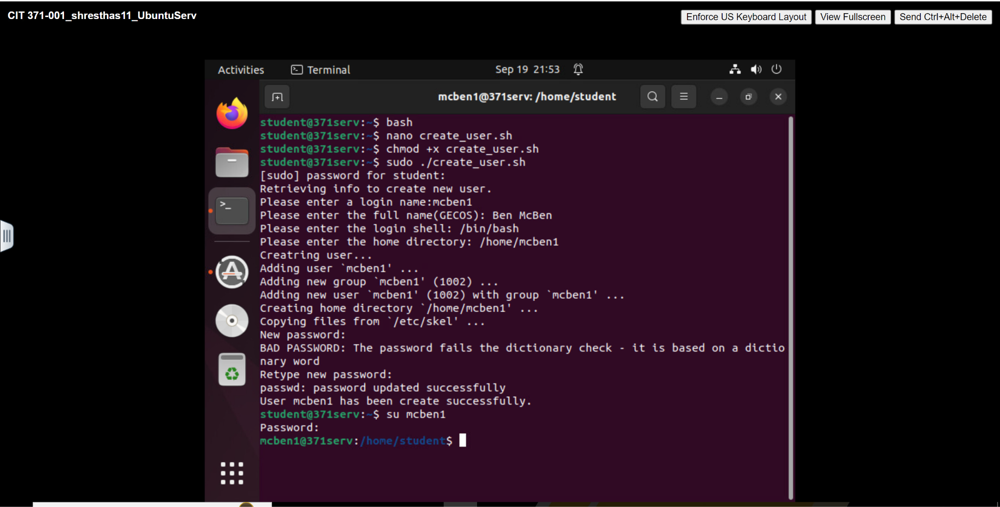 CIT 371-001_shresthas11_UbuntuServ
Enforce US Keyboard Layout View Fullscreen Send Ctrl+Alt+Delete
Activities Terminal Sep 19 21:53
mcben1@371serv: /home/student
student@371serv:~$ bash
student@371serv:~$ nano create_user.sh
student@371serv:~$ chmod +x create_user.sh
student@371serv:~$ sudo ./create_user.sh
[sudo] password for student:
Retrieving info to create new user.
Please enter a login name:mcben1
Please enter the full name(GECOS): Ben McBen
Please enter the login shell: /bin/bash
Please enter the home directory: /home/mcben1
Creatring user...
Adding user `mcben1' ...
Adding new group `mcben1' (1002) ...
Adding new user `mcben1' (1002) with group `mcben1' ...
Creating home directory `/home/mcben1' ...
Copying files from `/etc/skel' ...
New password:
BAD PASSWORD: The password fails the dictionary check - it is based on a dictio
nary word
Retype new password:
passwd: password updated successfully
User mcben1 has been create successfully.
student@371serv:~$ su mcben1
Password:
mcben1@371serv:/home/student$